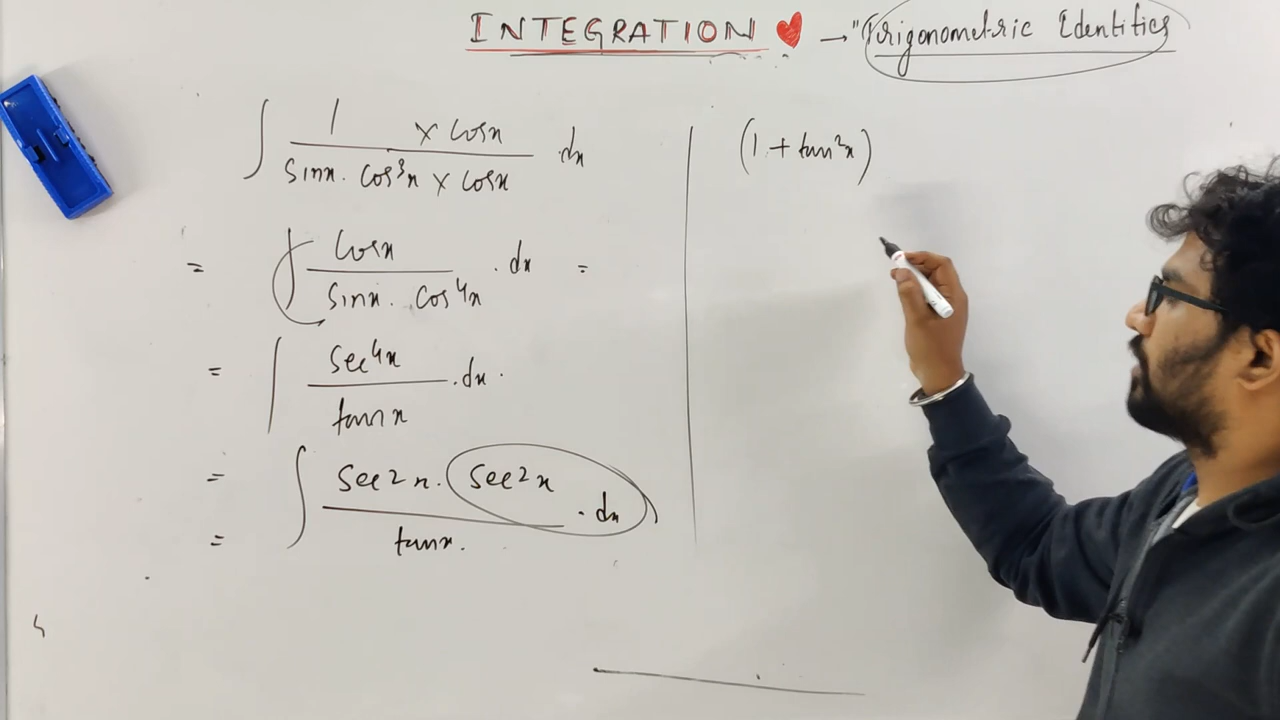 INTEGRATION ❤ → "Trigonometric Identities
∫ 1 × cosx / sinx. cos³x × cosx dx
= ∫ cosx / sinx. cos⁴x . dx =
= ∫ sec⁴x / tanx .dx.
= ∫ sec²x. sec²x / tanx. . dx
=
(1 + tan²x)